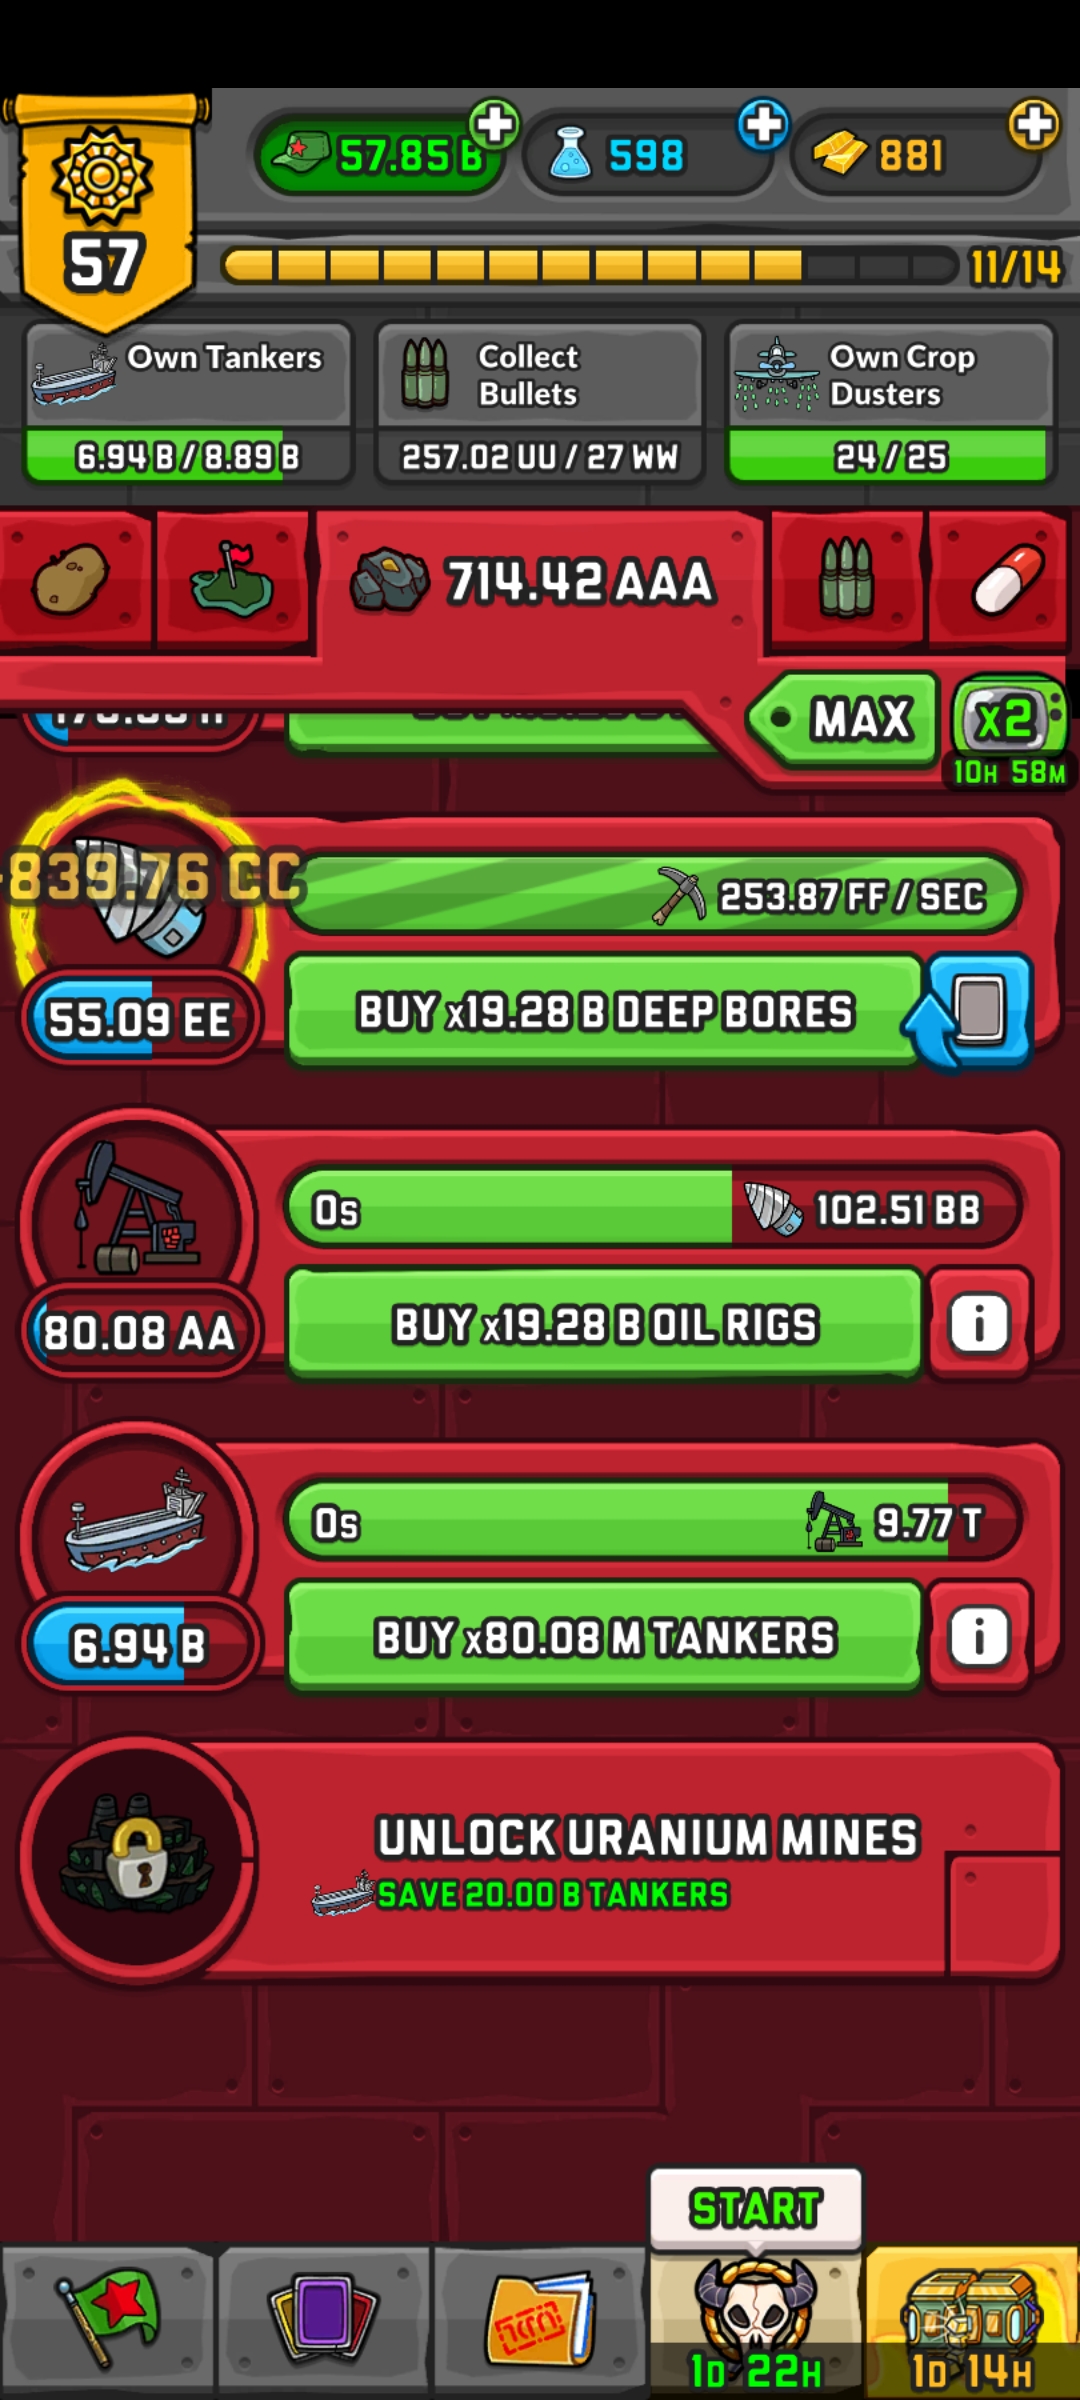 57.85 B
598
881
57
11/14
Own Tankers
6.94 B / 8.89 B
Collect
Bullets
257.02 UU / 27 WW
Own Crop
Dusters
24 / 25
714.42 AAA
MAX
x2
10H 58M
839.76 CC
253.87 FF / SEC
55.09 EE
BUY x19.28 B DEEP BORES
0s
102.51 BB
80.08 AA
BUY x19.28 B OIL RIGS
i
0s
9.77 T
6.94 B
BUY x80.08 M TANKERS
i
UNLOCK URANIUM MINES
SAVE 20.00 B TANKERS
START
1D 22H
1D 14H